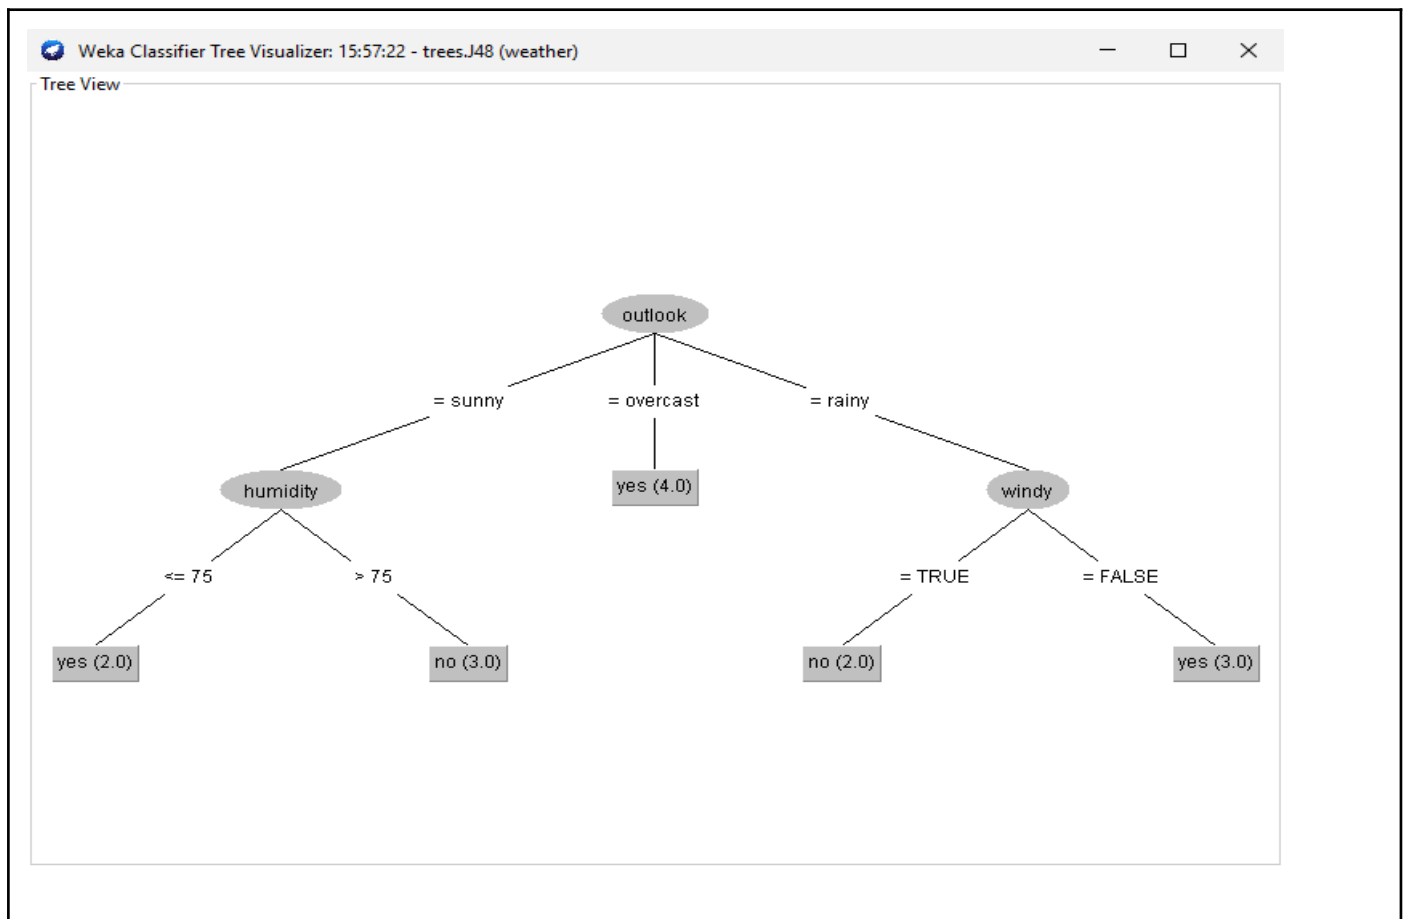 Weka Classifier Tree Visualizer: 15:57:22 - trees.J48 (weather)
Tree View
outlook
= sunny
= overcast
= rainy
humidity
yes (4.0)
windy
<= 75
> 75
= TRUE
= FALSE
yes (2.0)
no (3.0)
no (2.0)
yes (3.0)